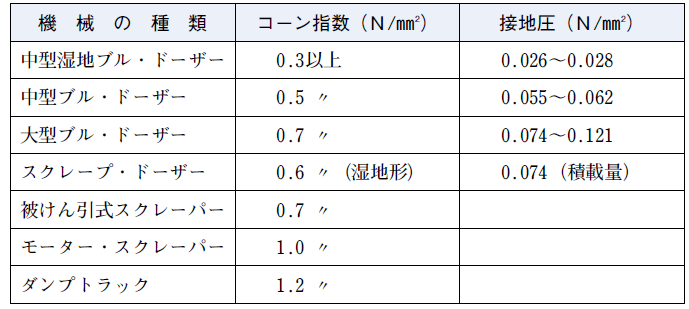 機械の種類 コーン指数（Ｎ/㎜²） 接地圧（Ｎ/㎜²）
中型湿地ブル・ドーザー 0.3以上 0.026～0.028
中型ブル・ドーザー 0.5 〃 0.055～0.062
大型ブル・ドーザー 0.7 〃 0.074～0.121
スクレープ・ドーザー 0.6 〃（湿地形） 0.074（積載量）
被けん引式スクレーパー 0.7 〃
モーター・スクレーパー 1.0 〃
ダンプトラック 1.2 〃